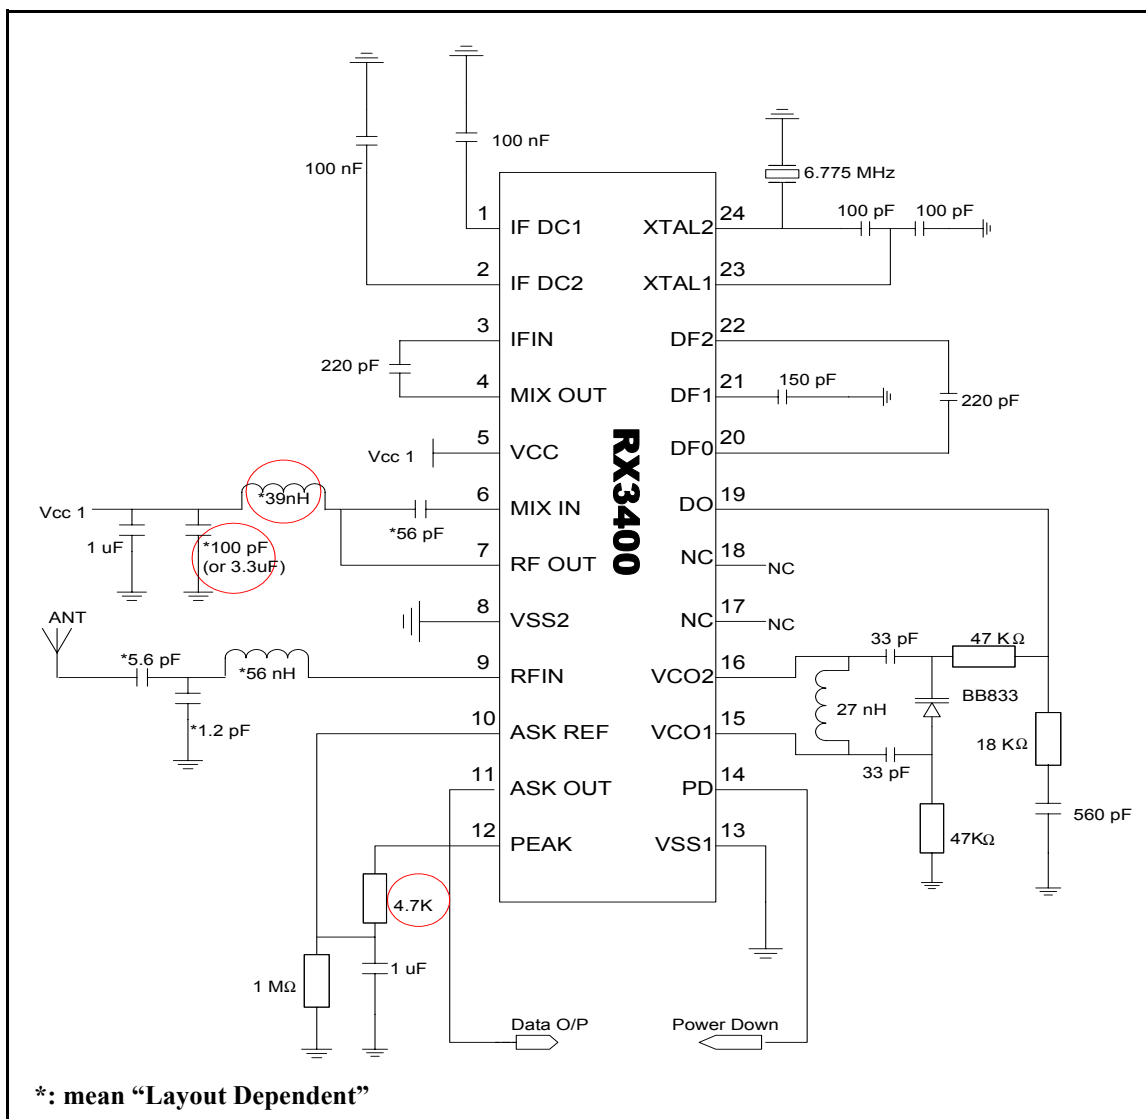 100 nF
100 nF
6.775 MHz
100 pF
100 pF
1
IF DC1
XTAL2
24
2
IF DC2
XTAL1
23
3
IFIN
DF2
22
220 pF
4
MIX OUT
DF1
21
150 pF
220 pF
5
VCC
DF0
20
Vcc 1
RX3400
*39nH
6
MIX IN
DO
19
Vcc 1
*56 pF
1 uF
*100 pF
(or 3.3uF)
7
RF OUT
NC
18
NC
ANT
8
VSS2
NC
17
NC
*5.6 pF
*56 nH
9
RFIN
VCO2
16
33 pF
47 KΩ
BB833
*1.2 pF
27 nH
10
ASK REF
VCO1
15
33 pF
18 KΩ
11
ASK OUT
PD
14
560 pF
12
PEAK
VSS1
13
47KΩ
4.7K
1 uF
1 MΩ
Data O/P
Power Down
*: mean “Layout Dependent”